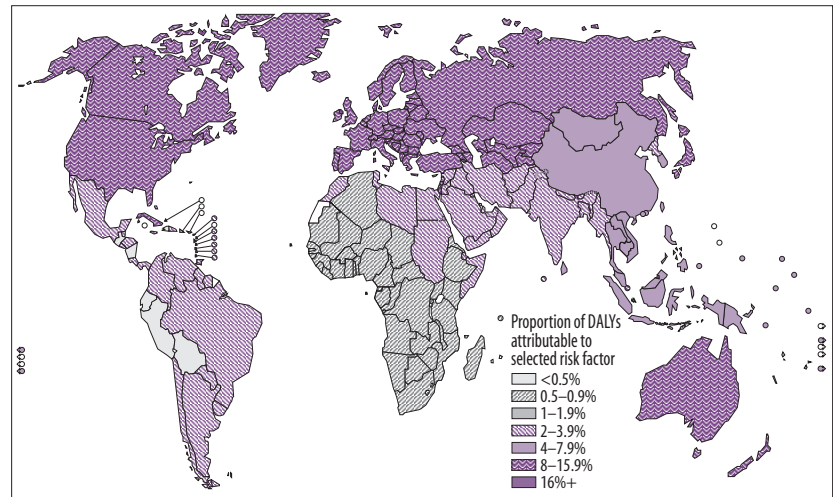 Proportion of DALYs
attributable to
selected risk factor
<0.5%
0.5–0.9%
1–1.9%
2–3.9%
4–7.9%
8–15.9%
16%+